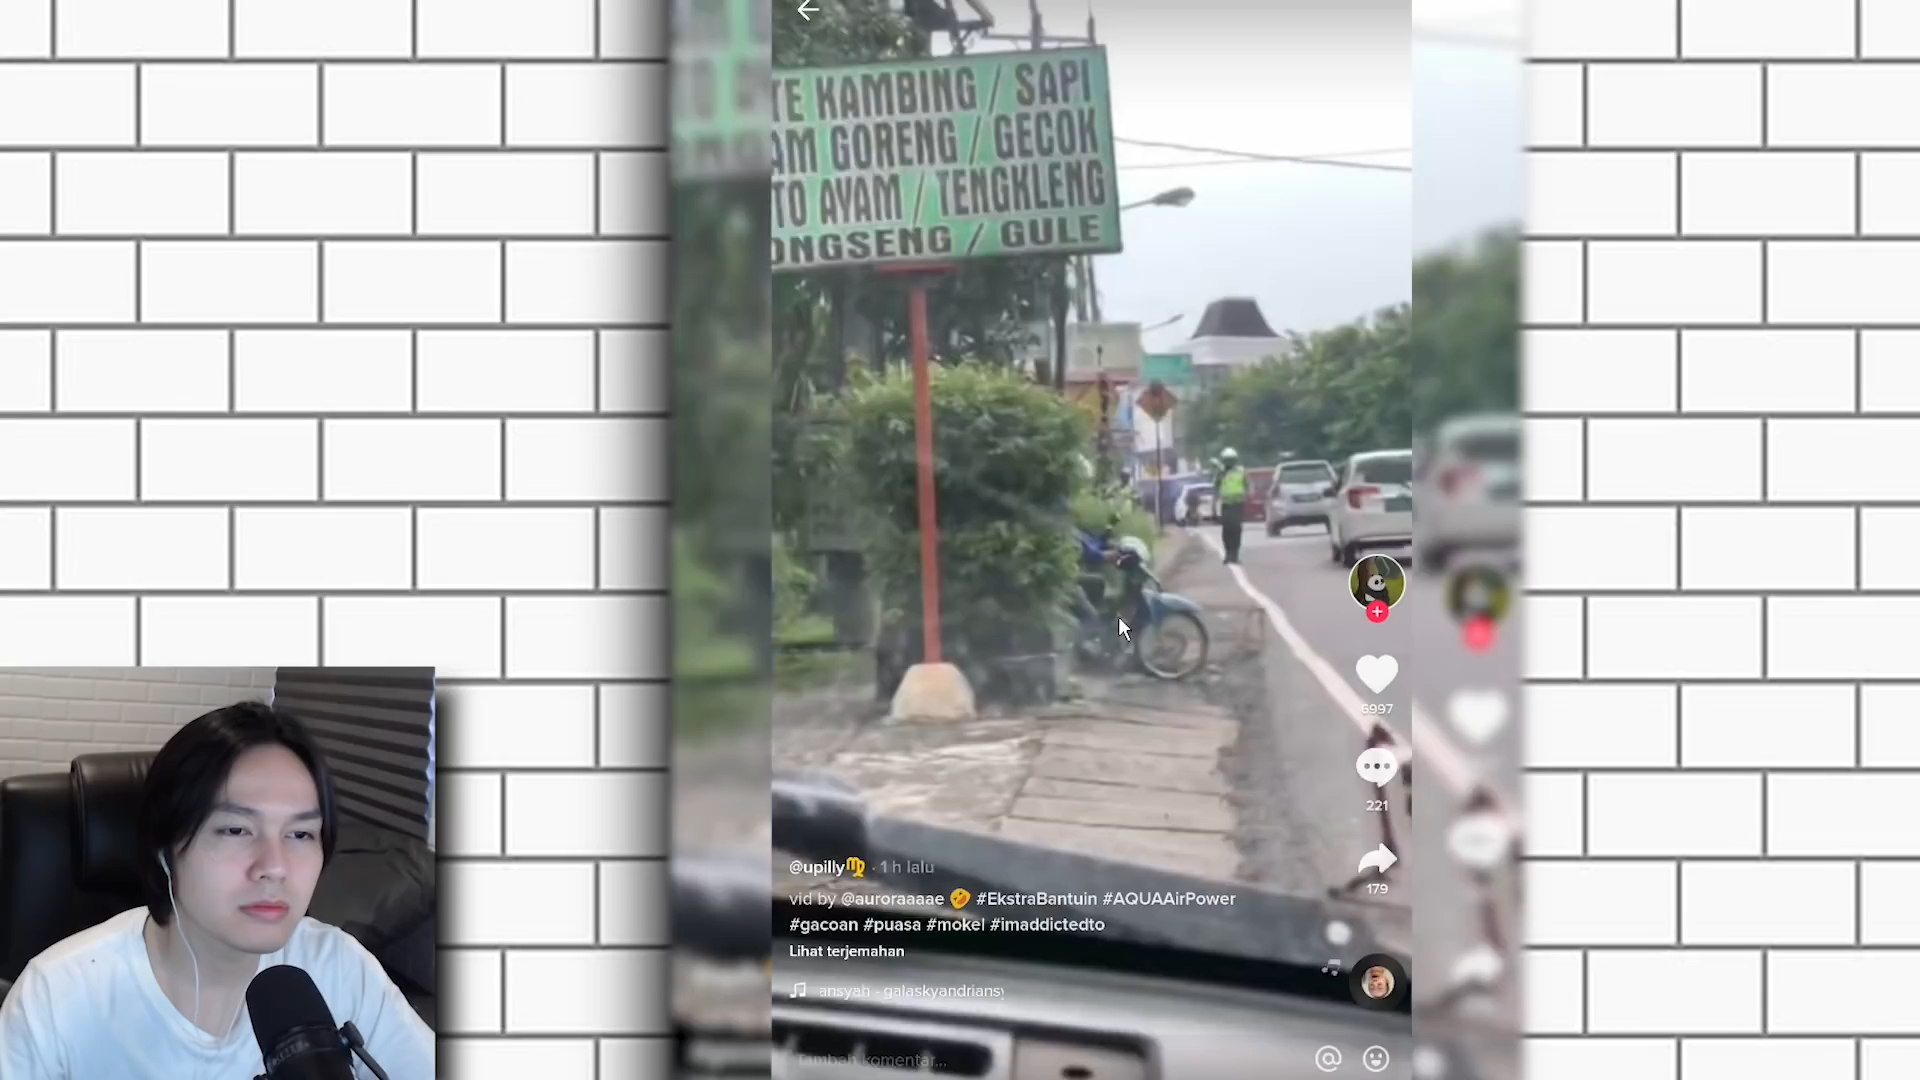 TE KAMBING / SAPI
AM GORENG / GECOK
TO AYAM / TENGKLENG
ONGSENG / GULE
6997
221
179
@upilly♍ · 1 h lalu
vid by @auroraaaae 🤣 #EkstraBantuin #AQUAAirPower
#gacoan #puasa #mokel #imaddictedto
Lihat terjemahan
ansyah - galaskyandriansy
Tambah komentar...